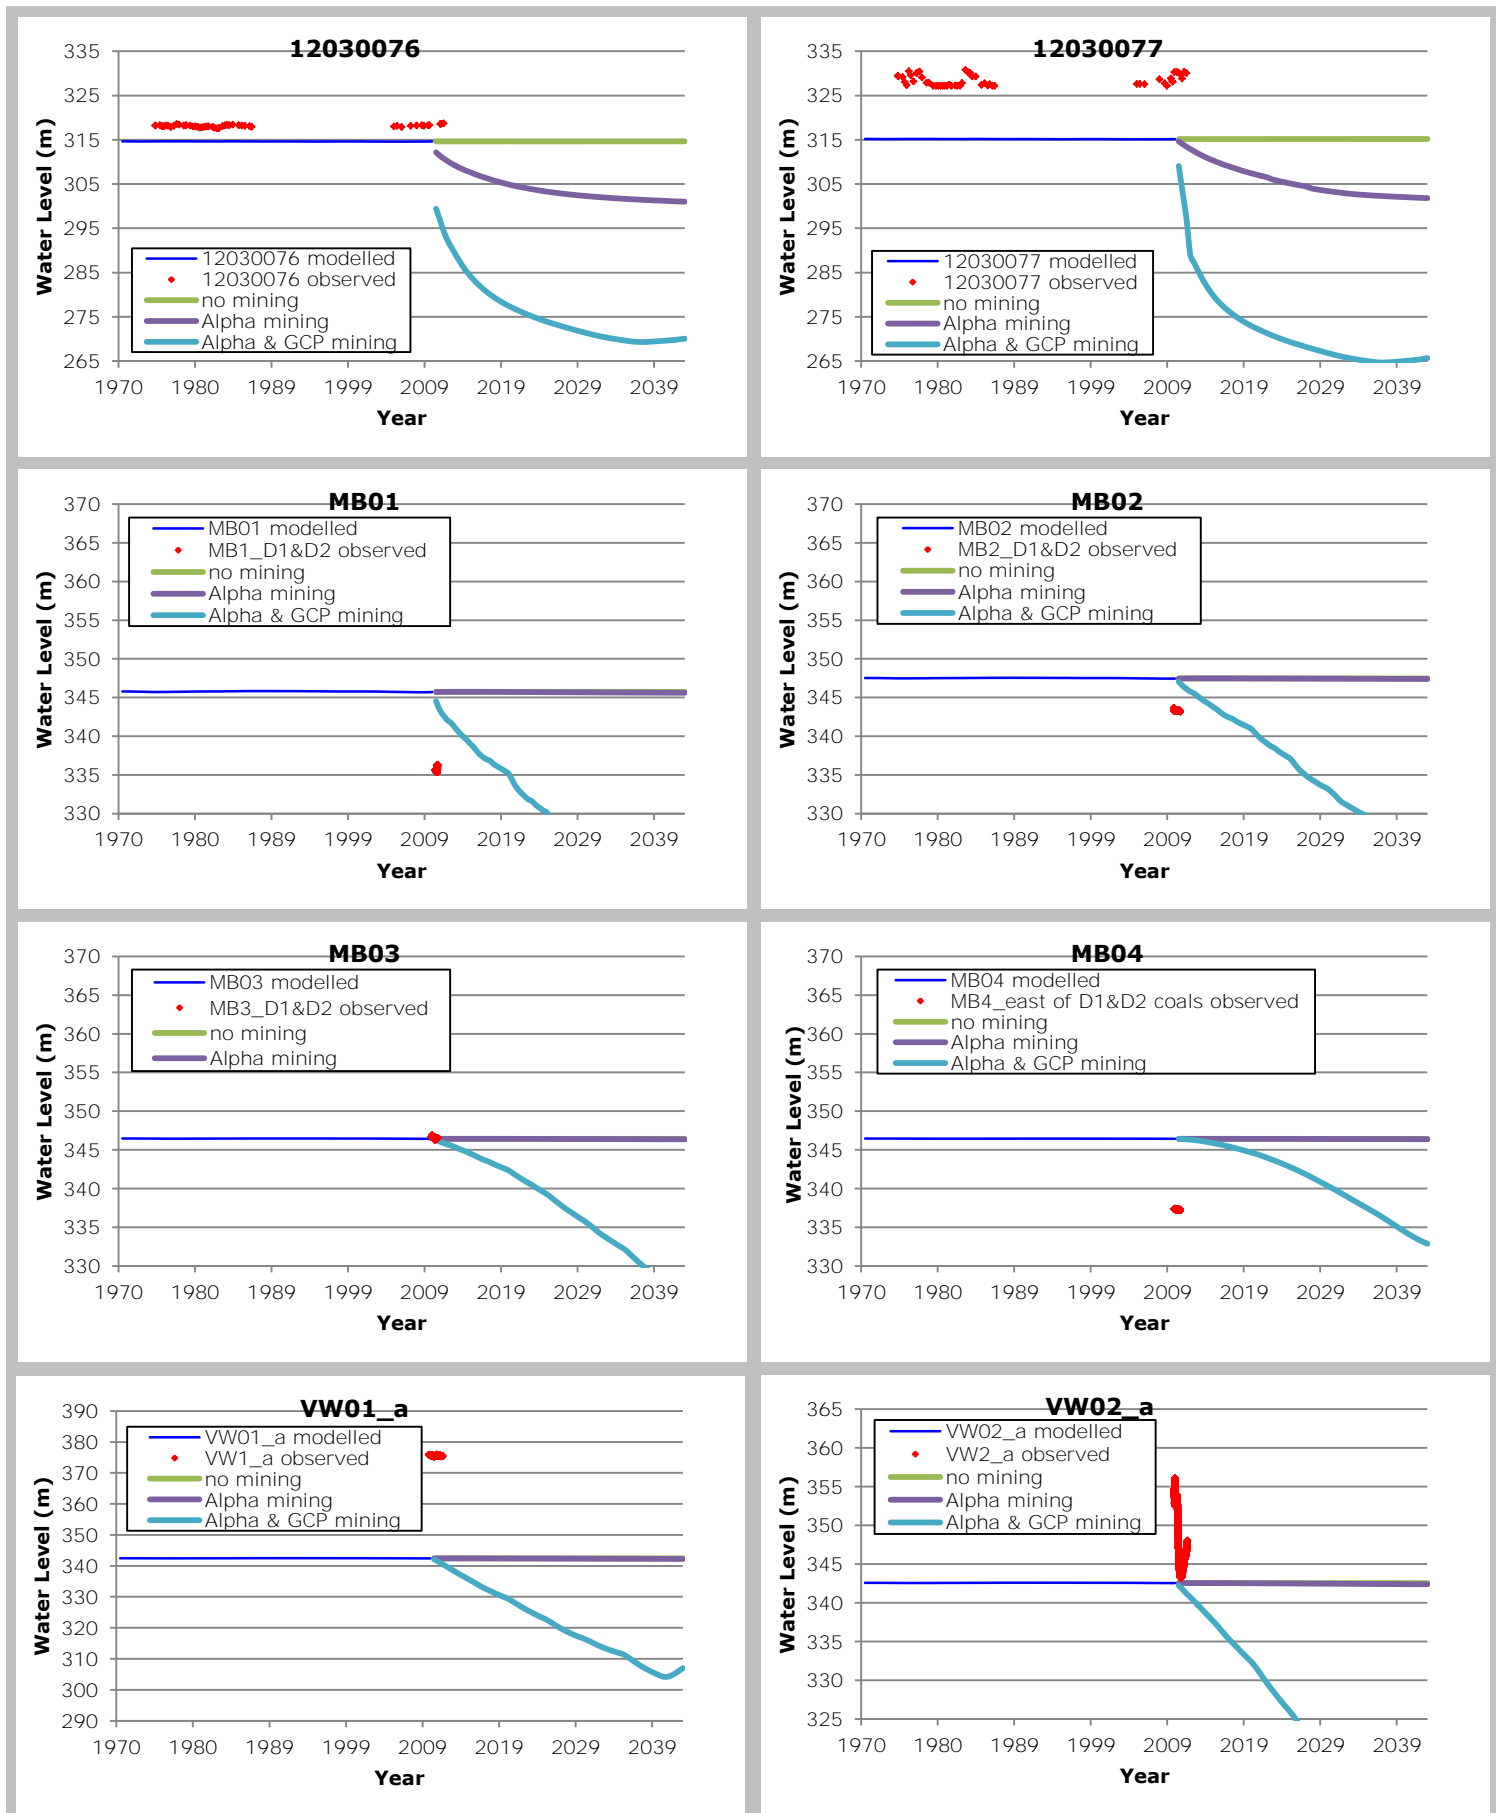 12030076
335
325
315
305
295
285
275
265
Water Level (m)
12030076 modelled
12030076 observed
no mining
Alpha mining
Alpha & GCP mining
1970 1980 1989 1999 2009 2019 2029 2039
Year
12030077
335
325
315
305
295
285
275
265
Water Level (m)
12030077 modelled
12030077 observed
no mining
Alpha mining
Alpha & GCP mining
1970 1980 1989 1999 2009 2019 2029 2039
Year
MB01
370
365
360
355
350
345
340
335
330
Water Level (m)
MB01 modelled
MB1_D1&D2 observed
no mining
Alpha mining
Alpha & GCP mining
1970 1980 1989 1999 2009 2019 2029 2039
Year
MB02
370
365
360
355
350
345
340
335
330
Water Level (m)
MB02 modelled
MB2_D1&D2 observed
no mining
Alpha mining
Alpha & GCP mining
1970 1980 1989 1999 2009 2019 2029 2039
Year
MB03
370
365
360
355
350
345
340
335
330
Water Level (m)
MB03 modelled
MB3_D1&D2 observed
no mining
Alpha mining
1970 1980 1989 1999 2009 2019 2029 2039
Year
MB04
370
365
360
355
350
345
340
335
330
Water Level (m)
MB04 modelled
MB4_east of D1&D2 coals observed
no mining
Alpha mining
Alpha & GCP mining
1970 1980 1989 1999 2009 2019 2029 2039
Year
VW01_a
390
380
370
360
350
340
330
320
310
300
290
Water Level (m)
VW01_a modelled
VW1_a observed
no mining
Alpha mining
Alpha & GCP mining
1970 1980 1989 1999 2009 2019 2029 2039
Year
VW02_a
365
360
355
350
345
340
335
330
325
Water Level (m)
VW02_a modelled
VW2_a observed
no mining
Alpha mining
Alpha & GCP mining
1970 1980 1989 1999 2009 2019 2029 2039
Year